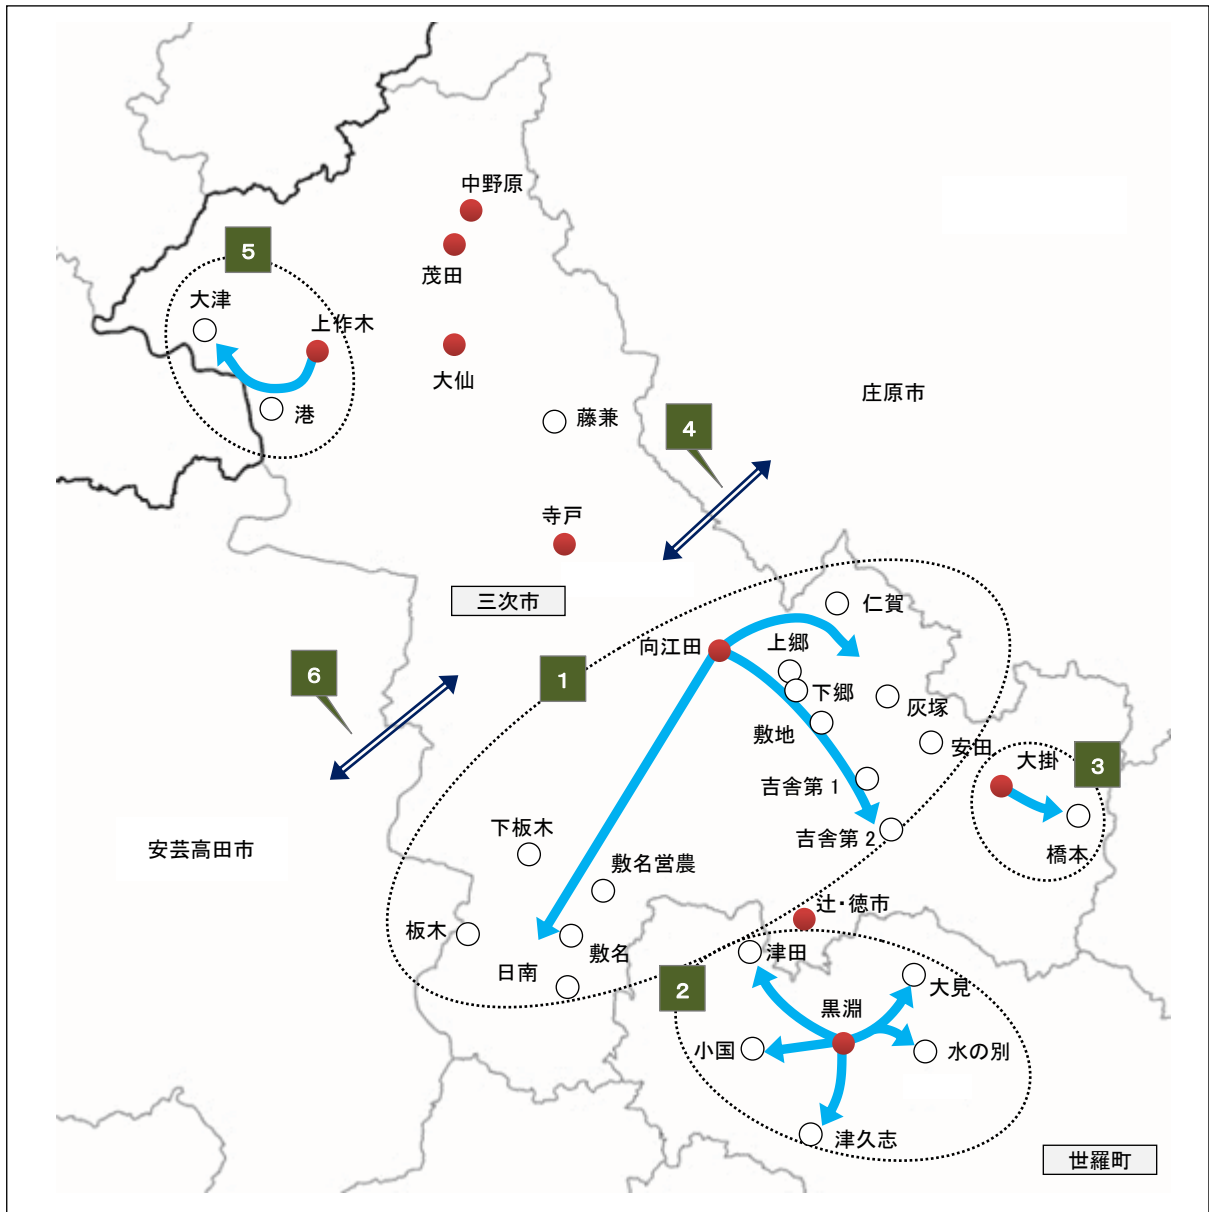 中野原
5
茂田
大津
上作木
大仙
庄原市
港
藤兼
4
寺戸
三次市
仁賀
向江田
上郷
6
1
下郷
灰塚
敷地
安田
大掛
3
吉舎第1
下板木
吉舎第2
橋本
安芸高田市
敷名営農
辻・徳市
板木
敷名
津田
日南
2
大見
黒淵
小国
水の別
津久志
世羅町